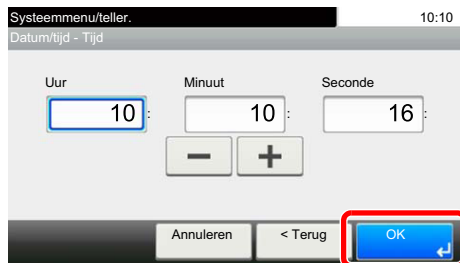 Systeemmenu/teller. 10:10
Datum/tijd - Tijd
Uur Minuut Seconde
10 : 10 : 16 :
− +
Annuleren < Terug OK